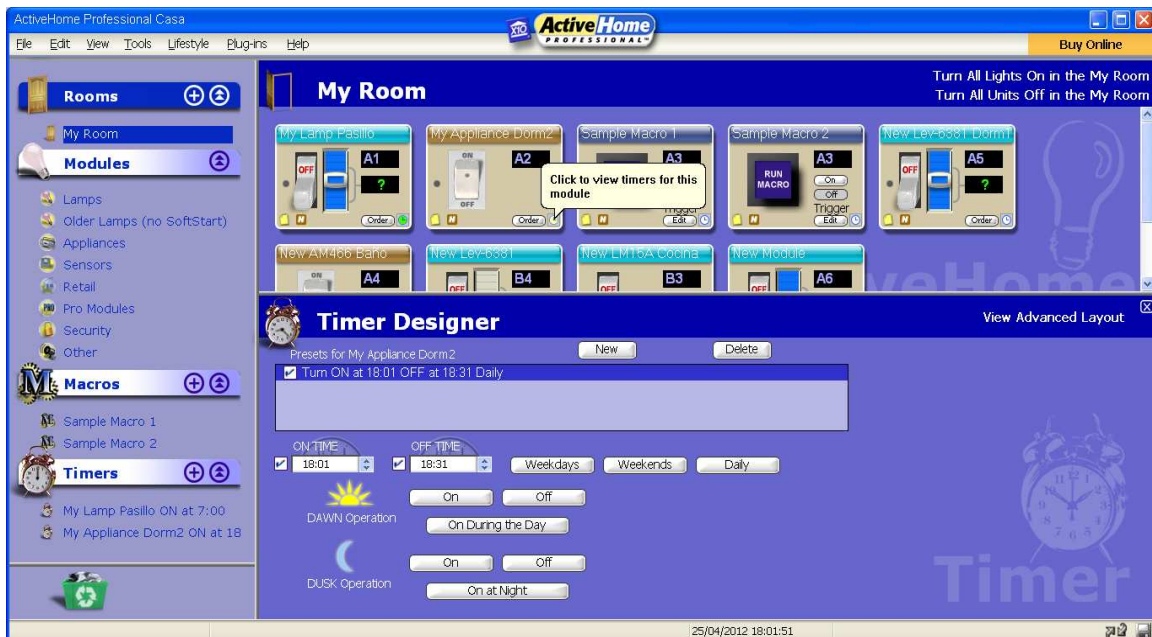 ActiveHome Professional Casa
X10 ActiveHome
PROFESSIONAL™
File Edit View Tools Lifestyle Plug-ins Help
Buy Online
Rooms
My Room
Modules
Lamps
Older Lamps (no SoftStart)
Appliances
Sensors
Retail
PRO Pro Modules
Security
Other
M Macros
Sample Macro 1
Sample Macro 2
Timers
My Lamp Pasillo ON at 7:00
My Appliance Dorm2 ON at 18
My Room
Turn All Lights On in the My Room
Turn All Units Off in the My Room
My Lamp Pasillo
OFF
A1
?
Order
My Appliance Dorm2
ON
OFF
A2
Order
Sample Macro 1
A3
Trigger
Edit
Click to view timers for this
module
Sample Macro 2
RUN
MACRO
A3
On
Off
Trigger
Edit
New Lev-6381 Dorm1
OFF
A5
?
Order
New AM466 Baño
ON
A4
New Lev-6381
OFF
B4
New LM15A Cocina
OFF
B3
New Module
OFF
A6
veHome
Timer Designer
View Advanced Layout
Presets for My Appliance Dorm2
New Delete
Turn ON at 18:01 OFF at 18:31 Daily
ON TIME OFF TIME
18:01 18:31 Weekdays Weekends Daily
On Off
DAWN Operation
On During the Day
On Off
DUSK Operation
On at Night
Timer
25/04/2012 18:01:51